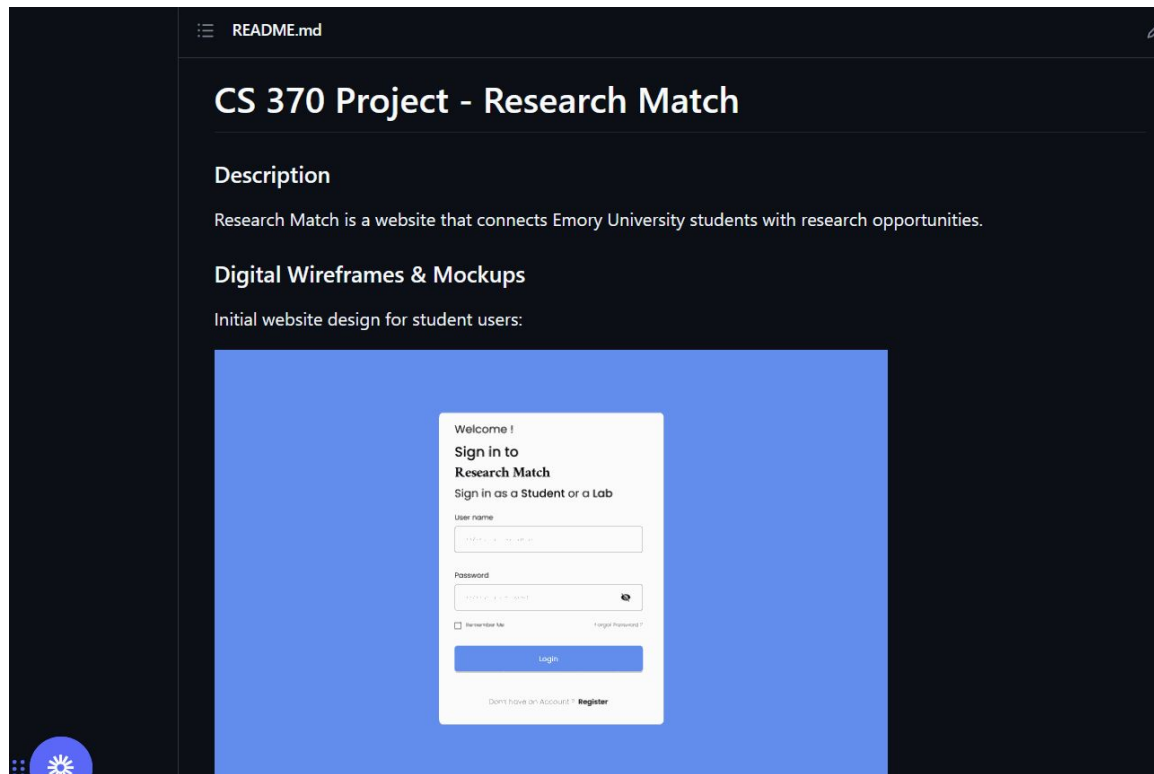 README.md
CS 370 Project - Research Match
Description
Research Match is a website that connects Emory University students with research opportunities.
Digital Wireframes & Mockups
Initial website design for student users:
Welcome !
Sign in to
Research Match
Sign in as a Student or a Lab
User name
Password
Remember Me
Forgot Password ?
Login
Don't have an Account ? Register